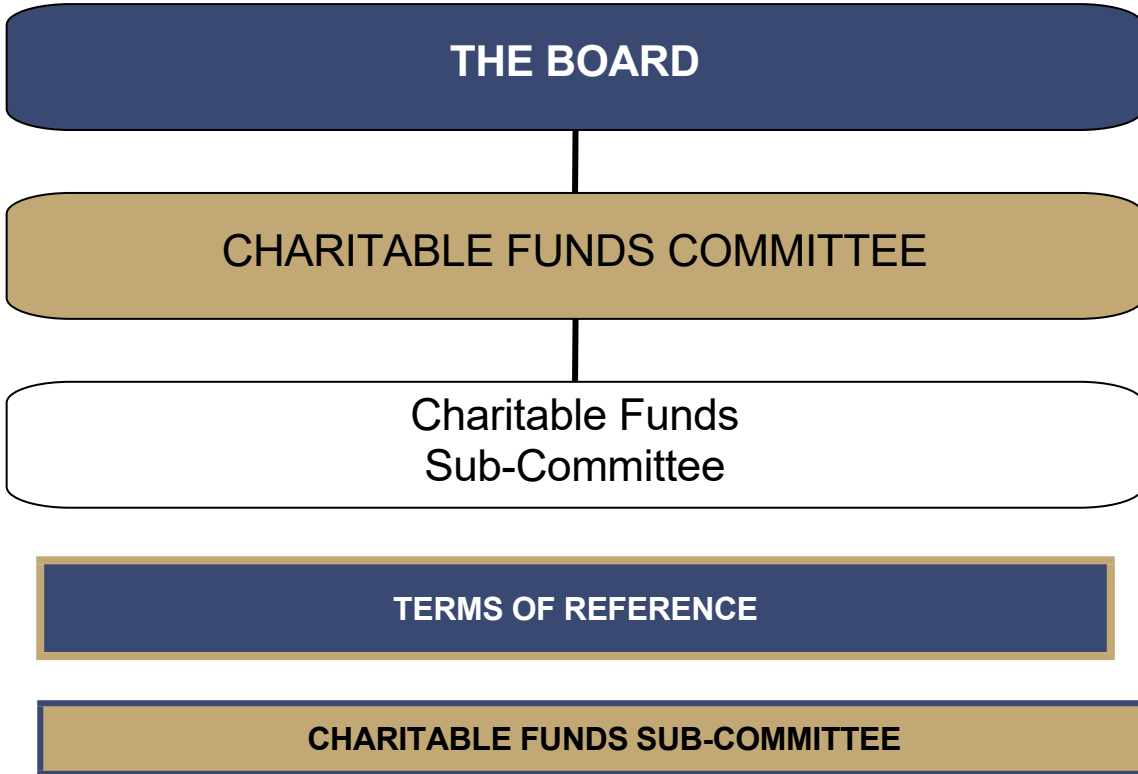 THE BOARD
CHARITABLE FUNDS COMMITTEE
Charitable Funds
Sub-Committee
TERMS OF REFERENCE
CHARITABLE FUNDS SUB-COMMITTEE